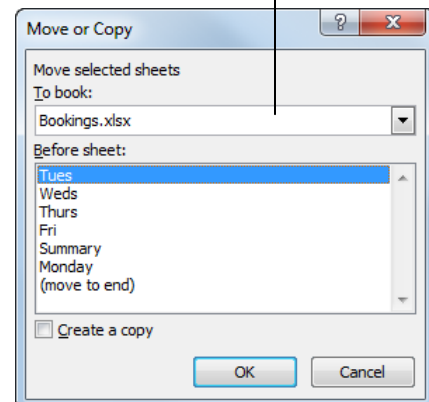 Move or Copy
Move selected sheets
To book:
Bookings.xlsx
Before sheet:
Tues
Weds
Thurs
Fri
Summary
Monday
(move to end)
Create a copy
OK Cancel